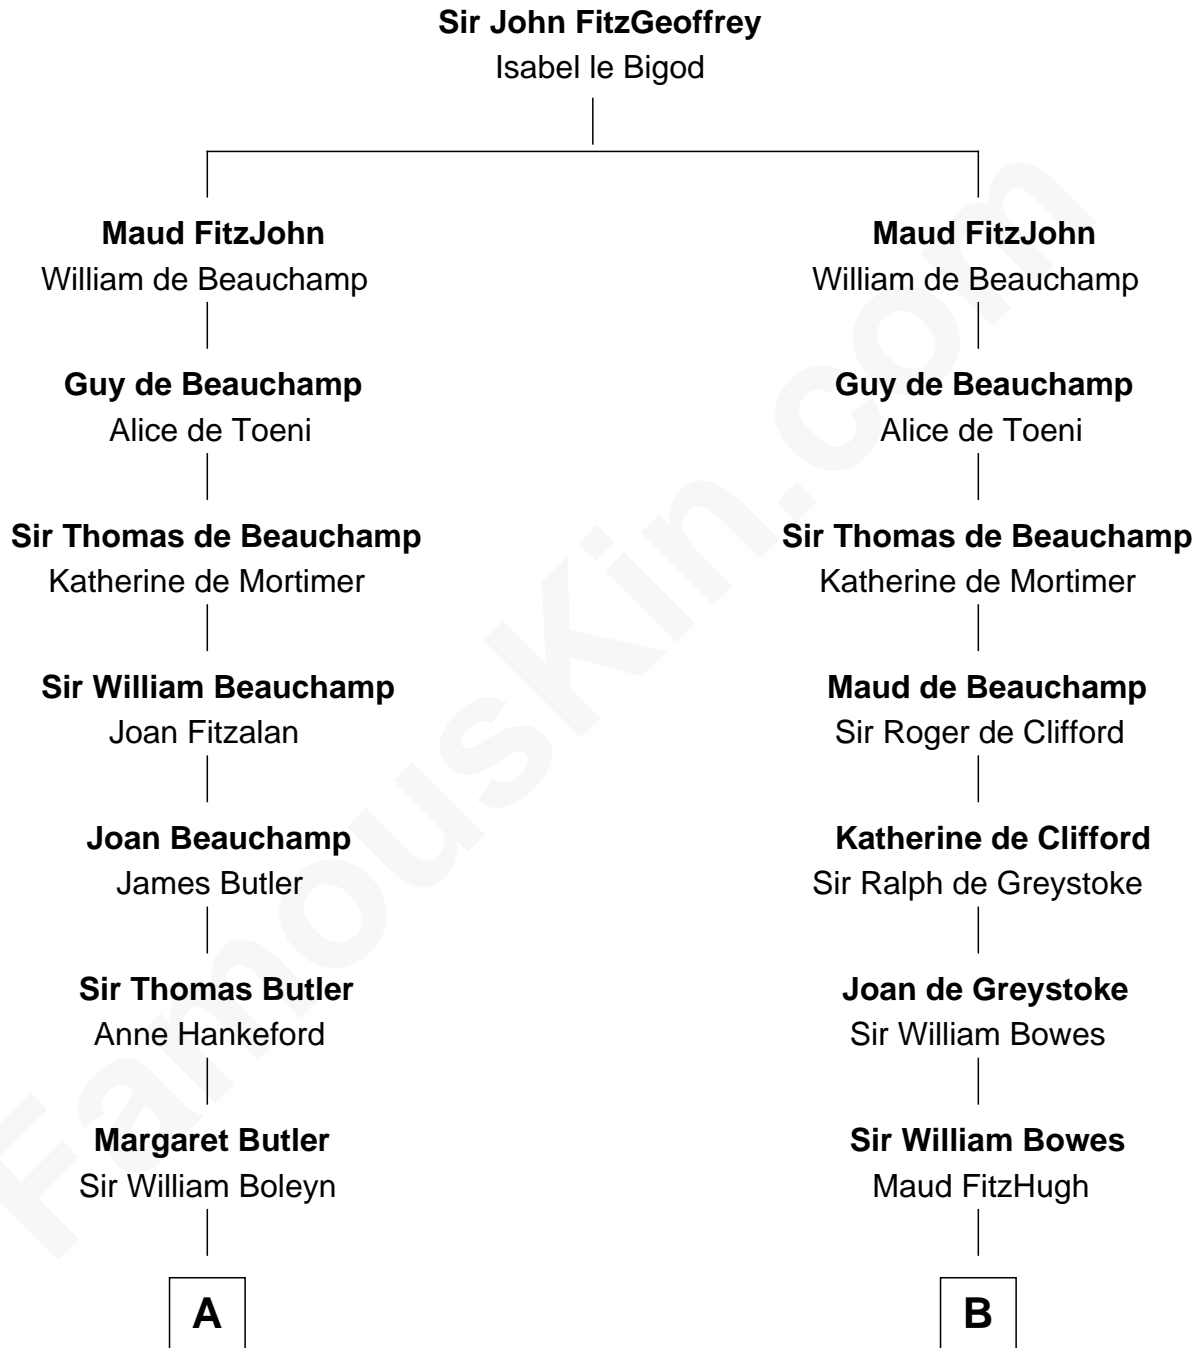 Sir John FitzGeoffrey
Isabel le Bigod
Maud FitzJohn
William de Beauchamp
Guy de Beauchamp
Alice de Toeni
Sir Thomas de Beauchamp
Katherine de Mortimer
Sir William Beauchamp
Joan Fitzalan
Joan Beauchamp
James Butler
Sir Thomas Butler
Anne Hankeford
Margaret Butler
Sir William Boleyn
A
Maud FitzJohn
William de Beauchamp
Guy de Beauchamp
Alice de Toeni
Sir Thomas de Beauchamp
Katherine de Mortimer
Maud de Beauchamp
Sir Roger de Clifford
Katherine de Clifford
Sir Ralph de Greystoke
Joan de Greystoke
Sir William Bowes
Sir William Bowes
Maud FitzHugh
B
FamousKin.com